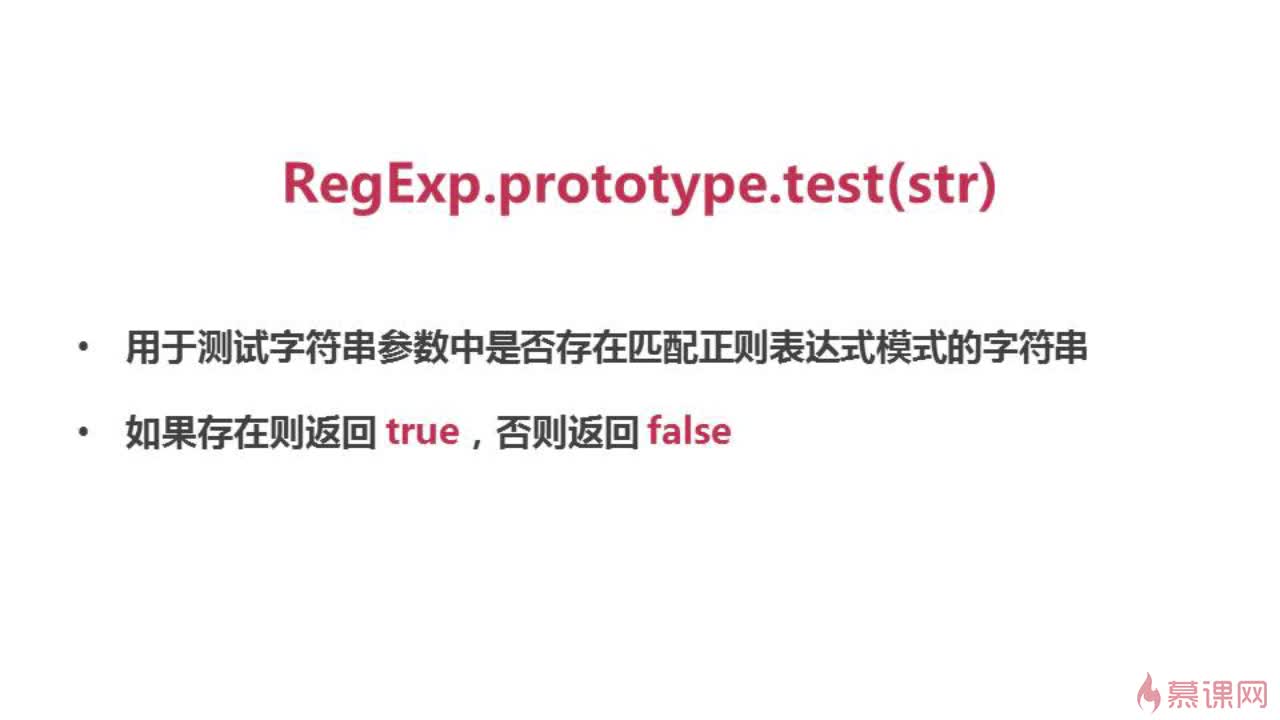 RegExp.prototype.test(str)
• 用于测试字符串参数中是否存在匹配正则表达式模式的字符串
• 如果存在则返回 true，否则返回 false
慕课网